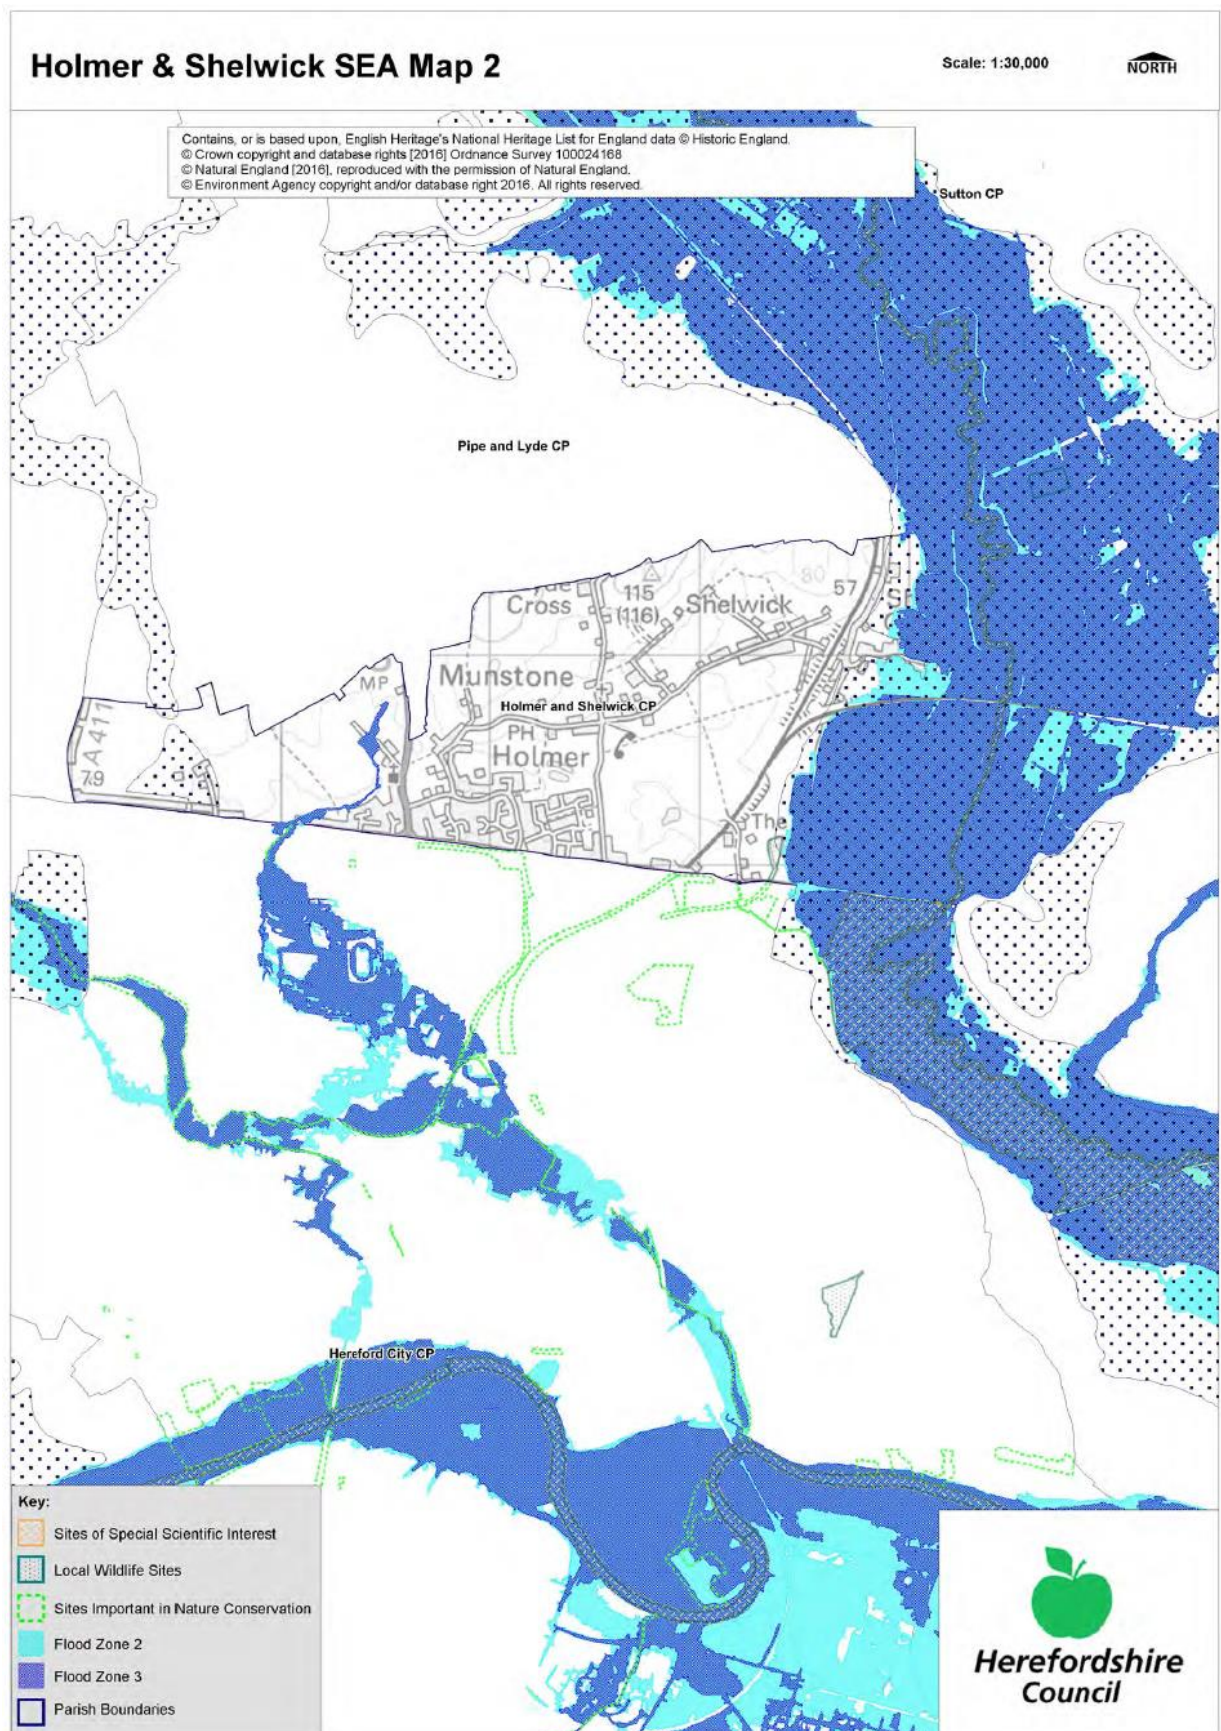 Holmer & Shelwick SEA Map 2
Scale: 1:30,000
NORTH
Contains, or is based upon, English Heritage's National Heritage List for England data © Historic England.
© Crown copyright and database rights [2016] Ordnance Survey 100024168
© Natural England [2016], reproduced with the permission of Natural England.
© Environment Agency copyright and/or database right 2016. All rights reserved.
Sutton CP
Pipe and Lyde CP
Cross
115
(116)
Shelwick
80
57
MP
Munstone
Holmer and Shelwick CP
A 411
79
PH
Holmer
The
Hereford City CP
Key:
Sites of Special Scientific Interest
Local Wildlife Sites
Sites Important in Nature Conservation
Flood Zone 2
Flood Zone 3
Parish Boundaries
Herefordshire
Council